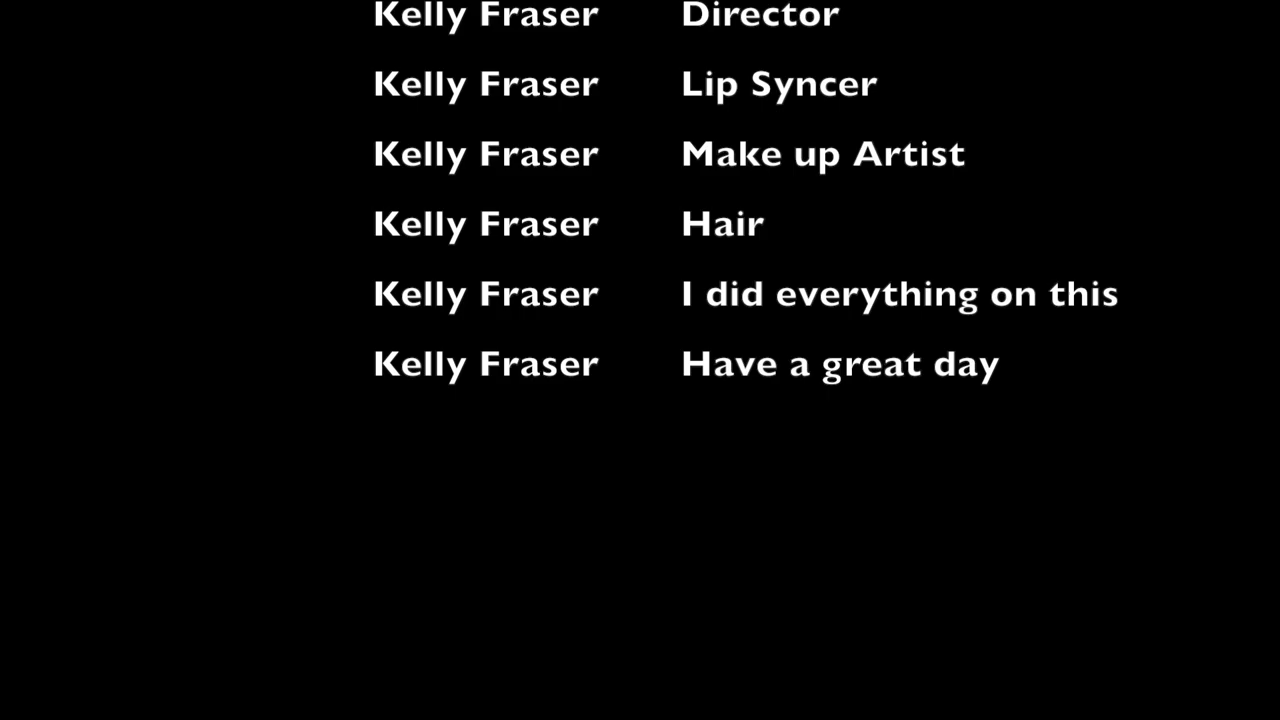 Kelly Fraser Director
Kelly Fraser Lip Syncer
Kelly Fraser Make up Artist
Kelly Fraser Hair
Kelly Fraser I did everything on this
Kelly Fraser Have a great day